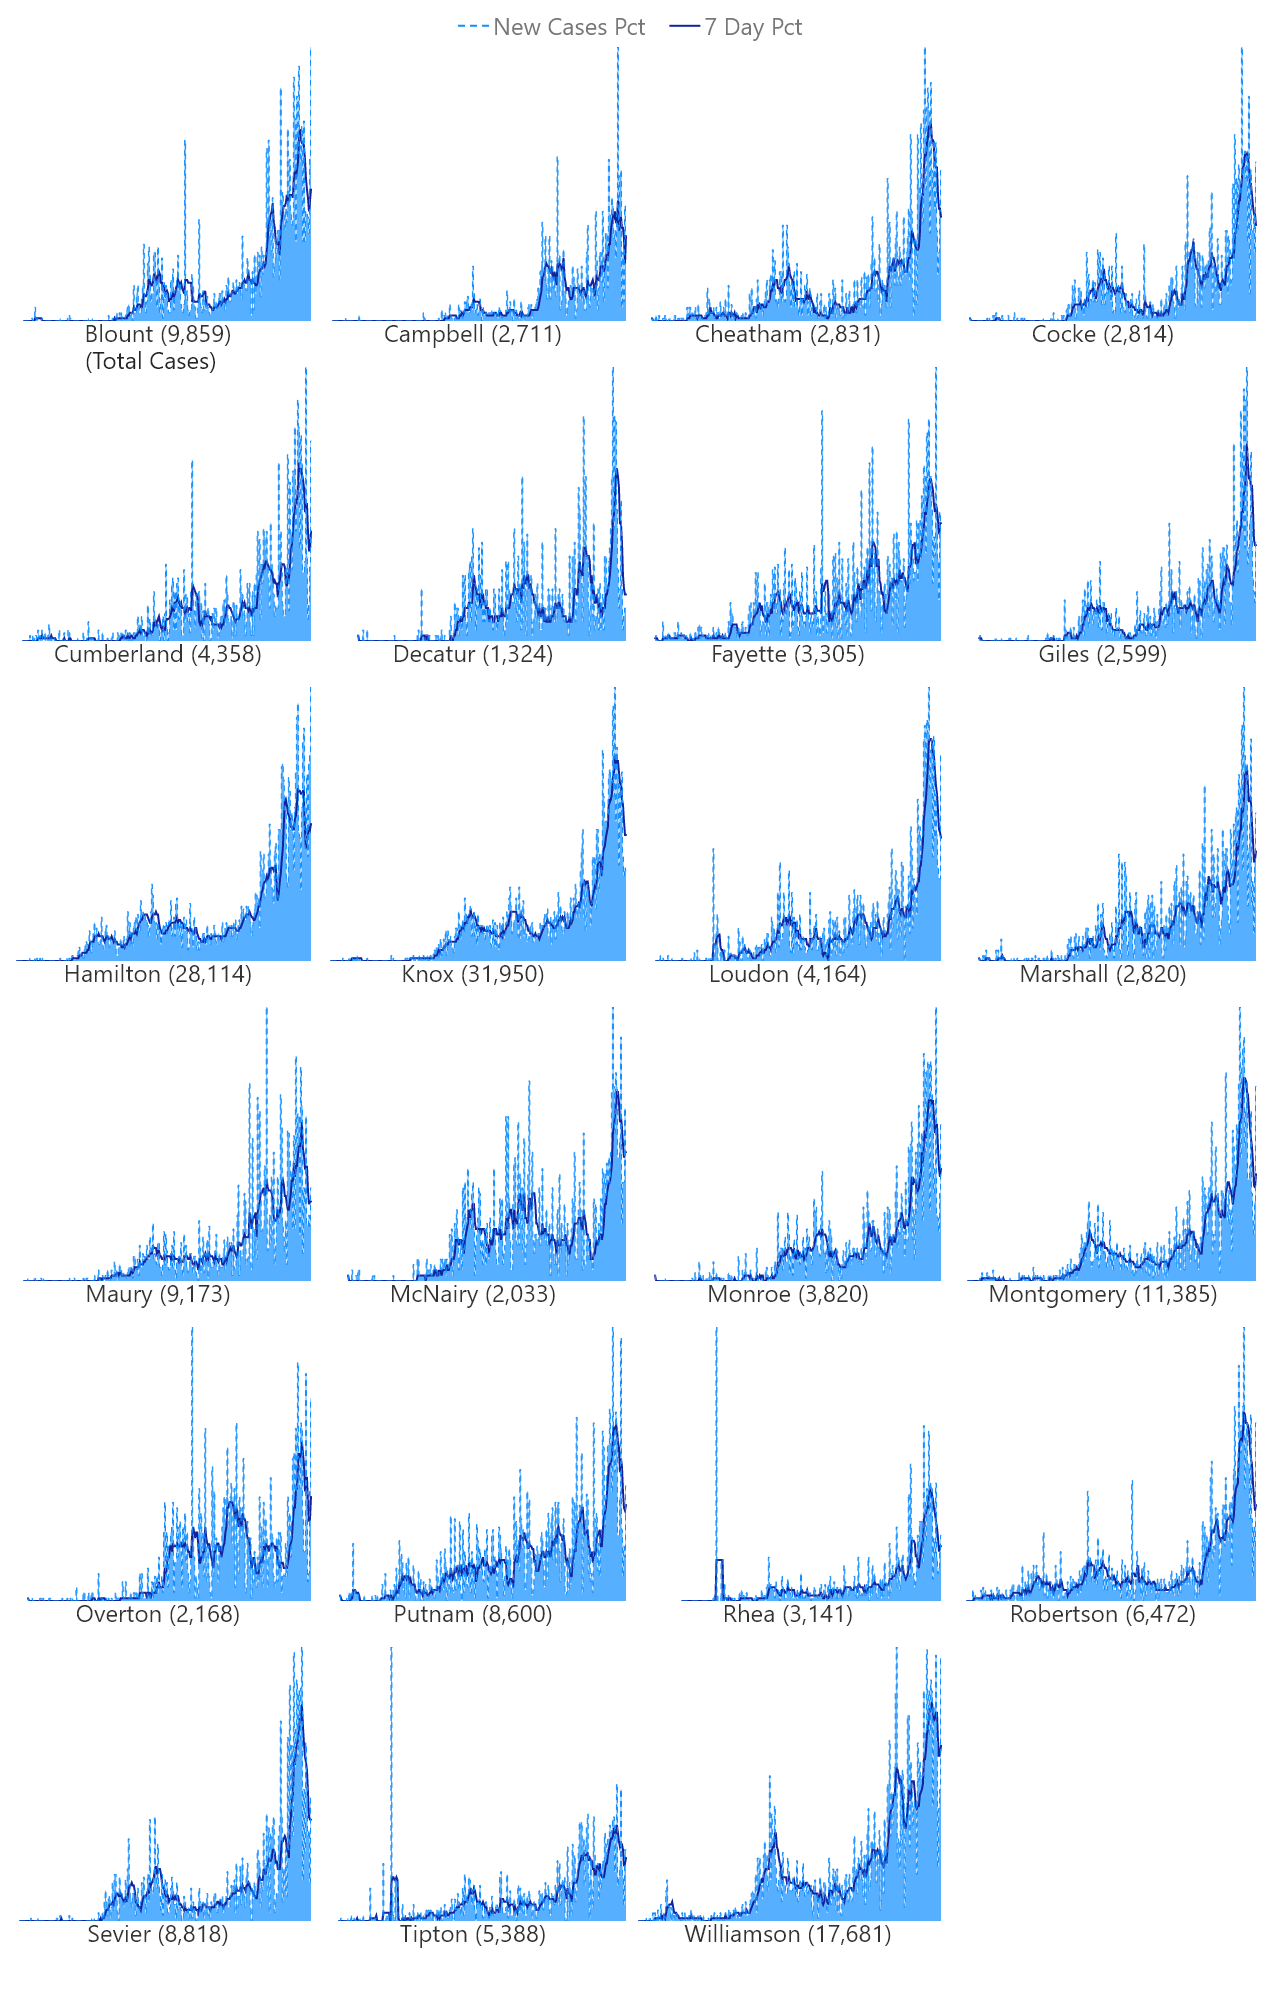 New Cases Pct 7 Day Pct
Blount (9,859) Campbell (2,711) Cheatham (2,831) Cocke (2,814)
(Total Cases)
Cumberland (4,358) Decatur (1,324) Fayette (3,305) Giles (2,599)
Hamilton (28,114) Knox (31,950) Loudon (4,164) Marshall (2,820)
Maury (9,173) McNairy (2,033) Monroe (3,820) Montgomery (11,385)
Overton (2,168) Putnam (8,600) Rhea (3,141) Robertson (6,472)
Sevier (8,818) Tipton (5,388) Williamson (17,681)